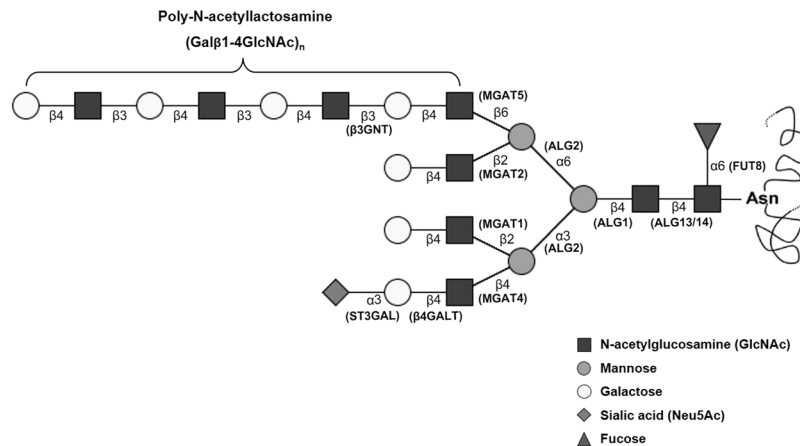 Poly-N-acetyllactosamine
(Galβ1-4GlcNAc)n
β4 β3 β4 β3 β4 β3 β4
(β3GNT)
(MGAT5)
β6
(ALG2)
α6
β2
β4
(MGAT2)
α6 (FUT8)
Asn
β4 β4
(ALG1) (ALG13/14)
(MGAT1)
β4 β2
α3
(ALG2)
β4
(MGAT4)
α3 β4
(ST3GAL) (β4GALT)
N-acetylglucosamine (GlcNAc)
Mannose
Galactose
Sialic acid (Neu5Ac)
Fucose